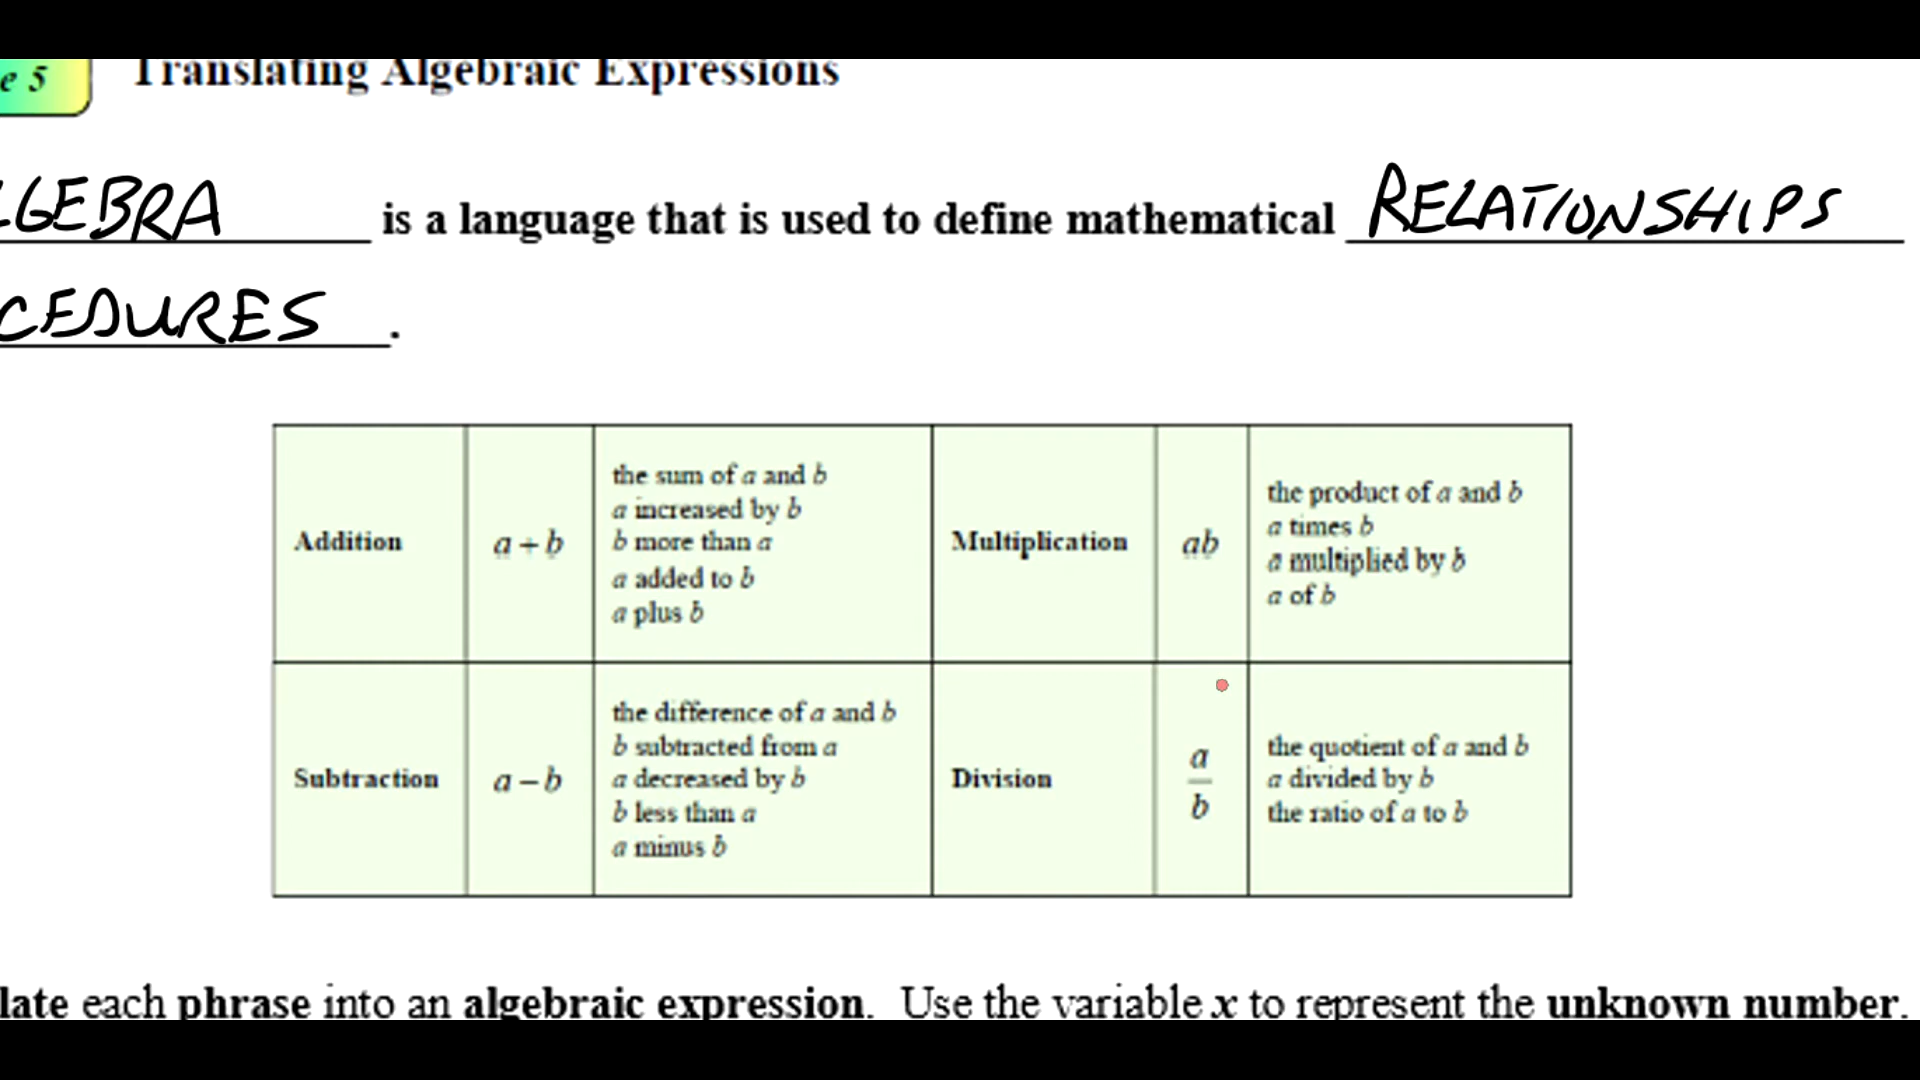 e 5 Translating Algebraic Expressions
LGEBRA is a language that is used to define mathematical RELATIONSHIPS
CEDURES.
Addition
a + b
the sum of a and b
a increased by b
b more than a
a added to b
a plus b
Multiplication
ab
the product of a and b
a times b
a multiplied by b
a of b
Subtraction
a − b
the difference of a and b
b subtracted from a
a decreased by b
b less than a
a minus b
Division
a
b
the quotient of a and b
a divided by b
the ratio of a to b
late each phrase into an algebraic expression. Use the variable x to represent the unknown number.